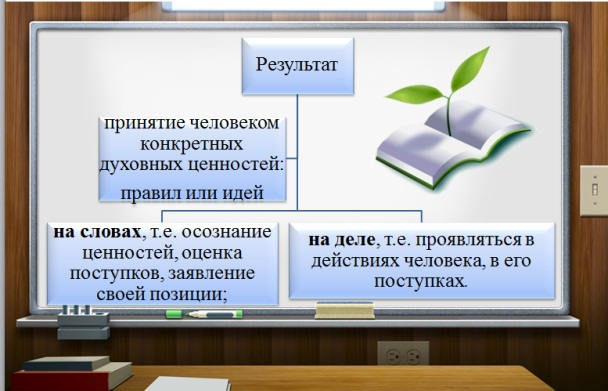 Результат
принятие человеком
конкретных
духовных ценностей:
правил или идей
на словах, т.е. осознание
ценностей, оценка
поступков, заявление
своей позиции;
на деле, т.е. проявляться в
действиях человека, в его
поступках.